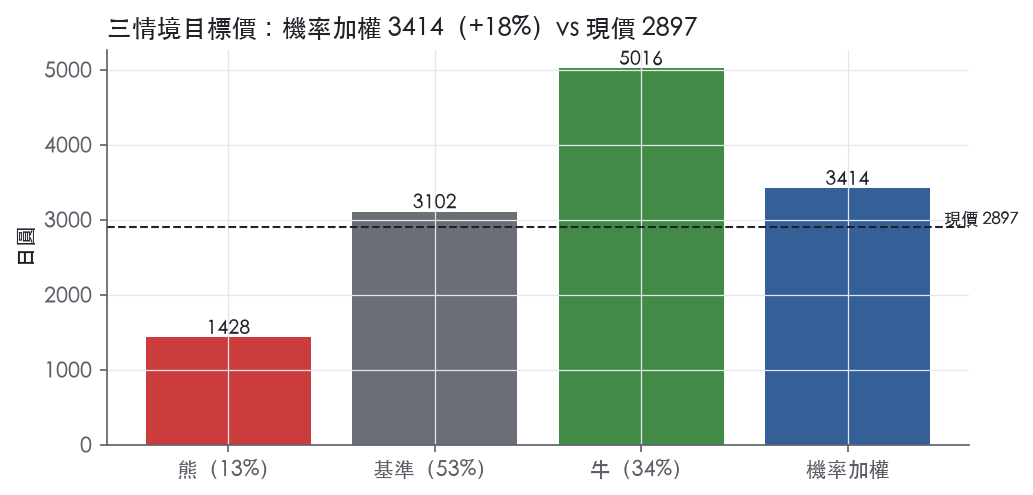 三情境目標價：機率加權 3414（+18%）vs 現價 2897
日圓
5000
4000
3000
2000
1000
0
1428
3102
5016
3414
現價 2897
熊（13%）
基準（53%）
牛（34%）
機率加權